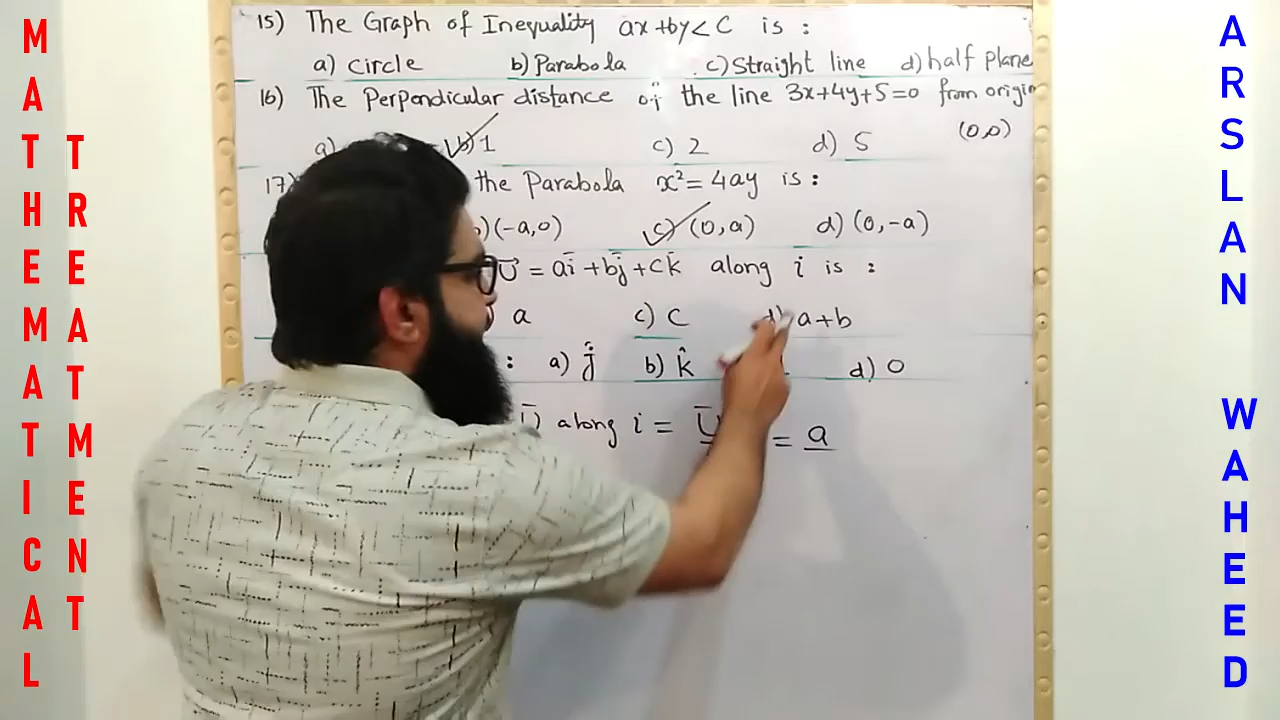 MATHEMATICAL
TREATMENT
15) The Graph of Inequality ax+by<C is :
a) circle b) Parabola c) Straight line d) half plane
16) The Perpendicular distance of the line 3x+4y+5=0 from origin
(0,0)
a) b) 1 c) 2 d) 5
17) the Parabola x²=4ay is :
(-a,0) c) (0,a) d) (0,-a)
U = ai+bj+ck along i is :
a c) C d) a+b
: a) ĵ b) k̂ d) 0
U along i = U = a
ARSLAN WAHEED